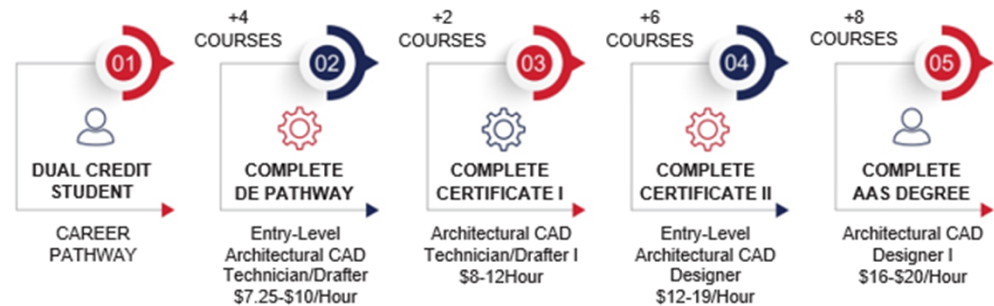 01
DUAL CREDIT
STUDENT
CAREER
PATHWAY
+4
COURSES
02
COMPLETE
DE PATHWAY
Entry-Level
Architectural CAD
Technician/Drafter
$7.25-$10/Hour
+2
COURSES
03
COMPLETE
CERTIFICATE I
Architectural CAD
Technician/Drafter I
$8-12Hour
+6
COURSES
04
COMPLETE
CERTIFICATE II
Entry-Level
Architectural CAD
Designer
$12-19/Hour
+8
COURSES
05
COMPLETE
AAS DEGREE
Architectural CAD
Designer I
$16-$20/Hour